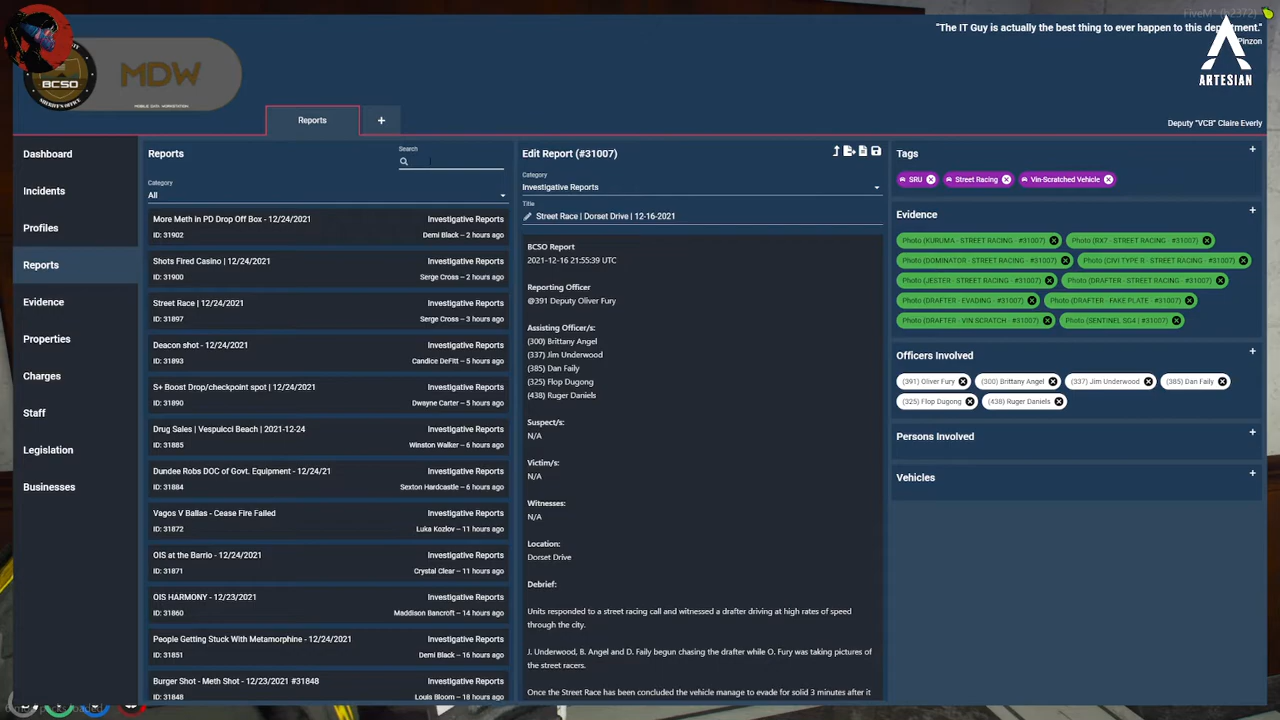 FiveM® (b2372)
"The IT Guy is actually the best thing to ever happen to this department."
Pinzon
ARTESIAN
BCSO
SHERIFF'S OFFICE
MDW
MOBILE DATA WORKSTATION
Reports
+
Deputy "VCB" Claire Everly
Dashboard
Incidents
Profiles
Reports
Evidence
Properties
Charges
Staff
Legislation
Businesses
Reports
Search
Category
All
More Meth In PD Drop Off Box - 12/24/2021 Investigative Reports
ID: 31902 Demi Black – 2 hours ago
Shots Fired Casino | 12/24/2021 Investigative Reports
ID: 31900 Serge Cross – 2 hours ago
Street Race | 12/24/2021 Investigative Reports
ID: 31897 Serge Cross – 3 hours ago
Deacon shot - 12/24/2021 Investigative Reports
ID: 31893 Candice DeFitt – 5 hours ago
S+ Boost Drop/checkpoint spot | 12/24/2021 Investigative Reports
ID: 31890 Dwayne Carter – 5 hours ago
Drug Sales | Vespucci Beach | 2021-12-24 Investigative Reports
ID: 31885 Winston Walker – 6 hours ago
Dundee Robs DOC of Govt. Equipment - 12/24/21 Investigative Reports
ID: 31884 Sexton Hardcastle – 6 hours ago
Vagos V Ballas - Cease Fire Failed Investigative Reports
ID: 31872 Luka Kozlov – 11 hours ago
OIS at the Barrio - 12/24/2021 Investigative Reports
ID: 31871 Crystal Clear – 11 hours ago
OIS HARMONY - 12/23/2021 Investigative Reports
ID: 31860 Maddison Bancroft – 14 hours ago
People Getting Stuck With Metamorphine - 12/24/2021 Investigative Reports
ID: 31851 Demi Black – 16 hours ago
Burger Shot - Meth Shot - 12/23/2021 #31848 Investigative Reports
ID: 31848 Louis Bloom – 18 hours ago
Edit Report (#31007)
Category
Investigative Reports
Title
Street Race | Dorset Drive | 12-16-2021
BCSO Report
2021-12-16 21:55:39 UTC
Reporting Officer
@391 Deputy Oliver Fury
Assisting Officer/s:
(300) Brittany Angel
(337) Jim Underwood
(385) Dan Faily
(325) Flop Dugong
(438) Ruger Daniels
Suspect/s:
N/A
Victim/s:
N/A
Witnesses:
N/A
Location:
Dorset Drive
Debrief:
Units responded to a street racing call and witnessed a drafter driving at high rates of speed
through the city.
J. Underwood, B. Angel and D. Faily begun chasing the drafter while O. Fury was taking pictures of
the street racers.
Once the Street Race has been concluded the vehicle manage to evade for solid 3 minutes after it
Tags +
SRU Street Racing Vin-Scratched Vehicle
Evidence +
Photo (KURUMA - STREET RACING - #31007) Photo (RX7 - STREET RACING - #31007)
Photo (DOMINATOR - STREET RACING - #31007) Photo (CIVI TYPE R - STREET RACING - #31007)
Photo (JESTER - STREET RACING - #31007) Photo (DRAFTER - STREET RACING - #31007)
Photo (DRAFTER - EVADING - #31007) Photo (DRAFTER - FAKE PLATE - #31007)
Photo (DRAFTER - VIN SCRATCH - #31007) Photo (SENTINEL SG4 | #31007)
Officers Involved +
(391) Oliver Fury (300) Brittany Angel (337) Jim Underwood (385) Dan Faily
(325) Flop Dugong (438) Ruger Daniels
Persons Involved +
Vehicles +